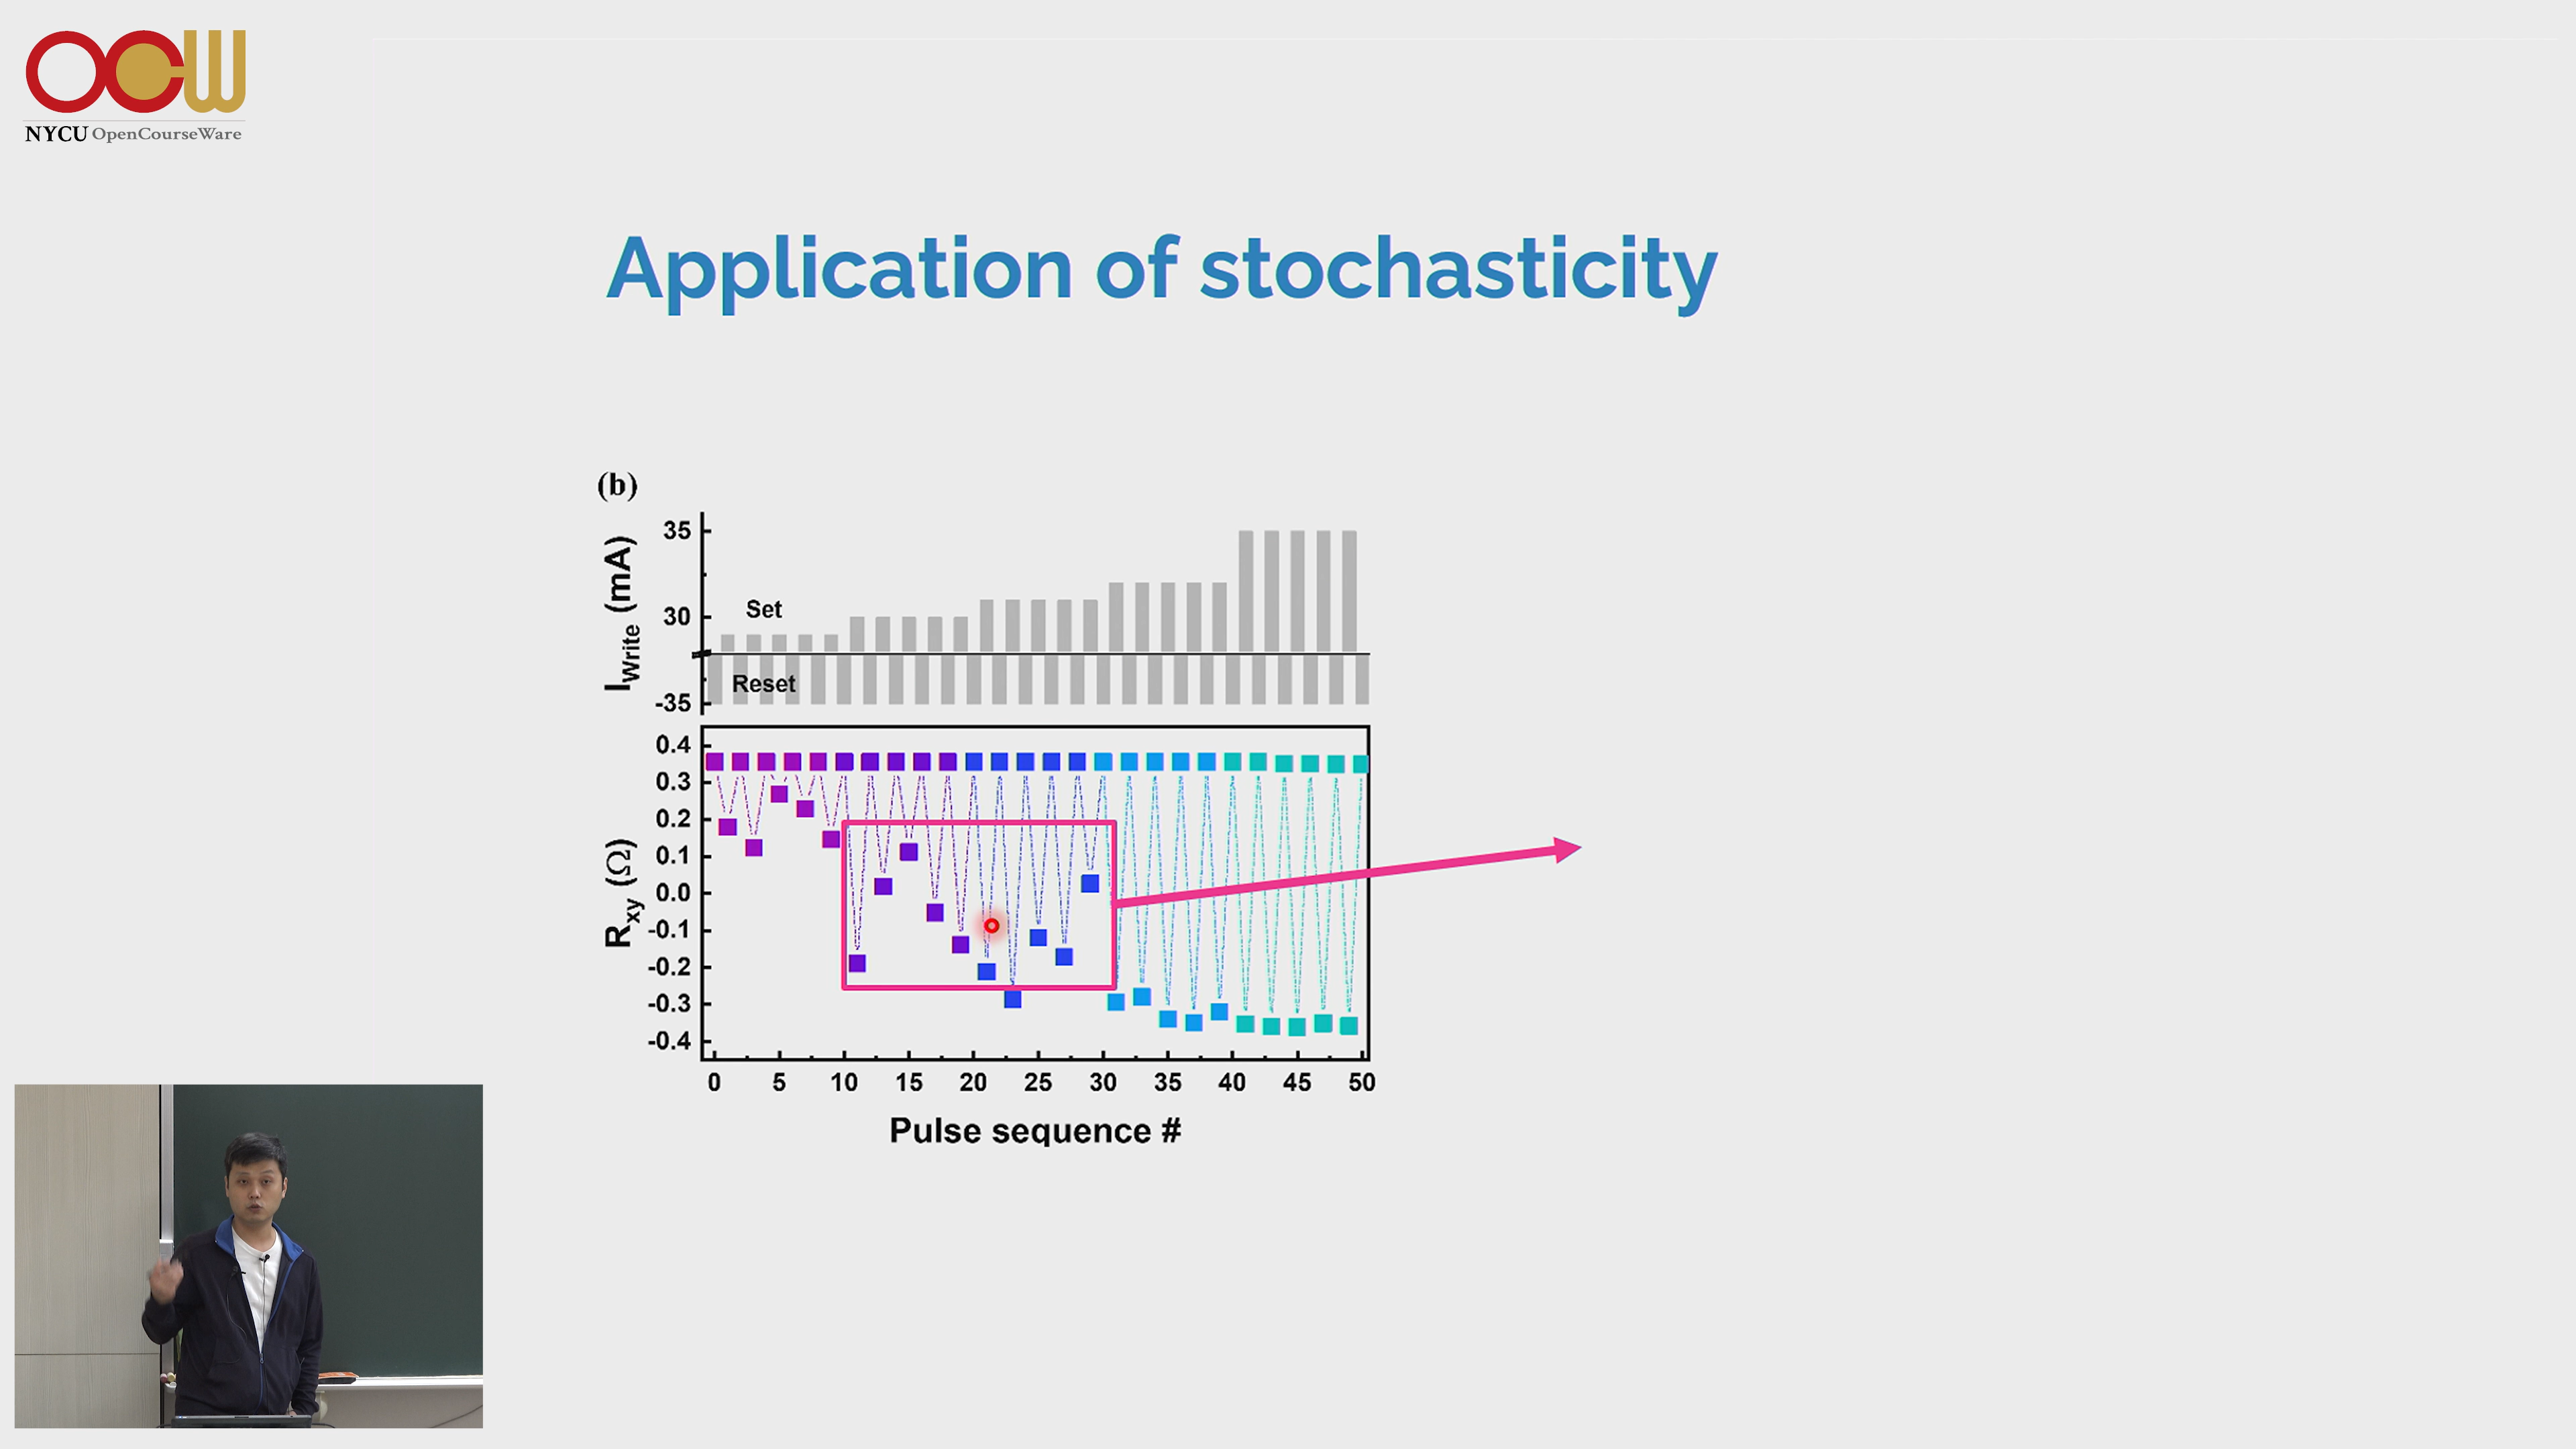 OCW
NYCU OpenCourseWare
Application of stochasticity
(b)
I_Write (mA)
35
30
-35
Set
Reset
R_xy (Ω)
0.4
0.3
0.2
0.1
0.0
-0.1
-0.2
-0.3
-0.4
0 5 10 15 20 25 30 35 40 45 50
Pulse sequence #